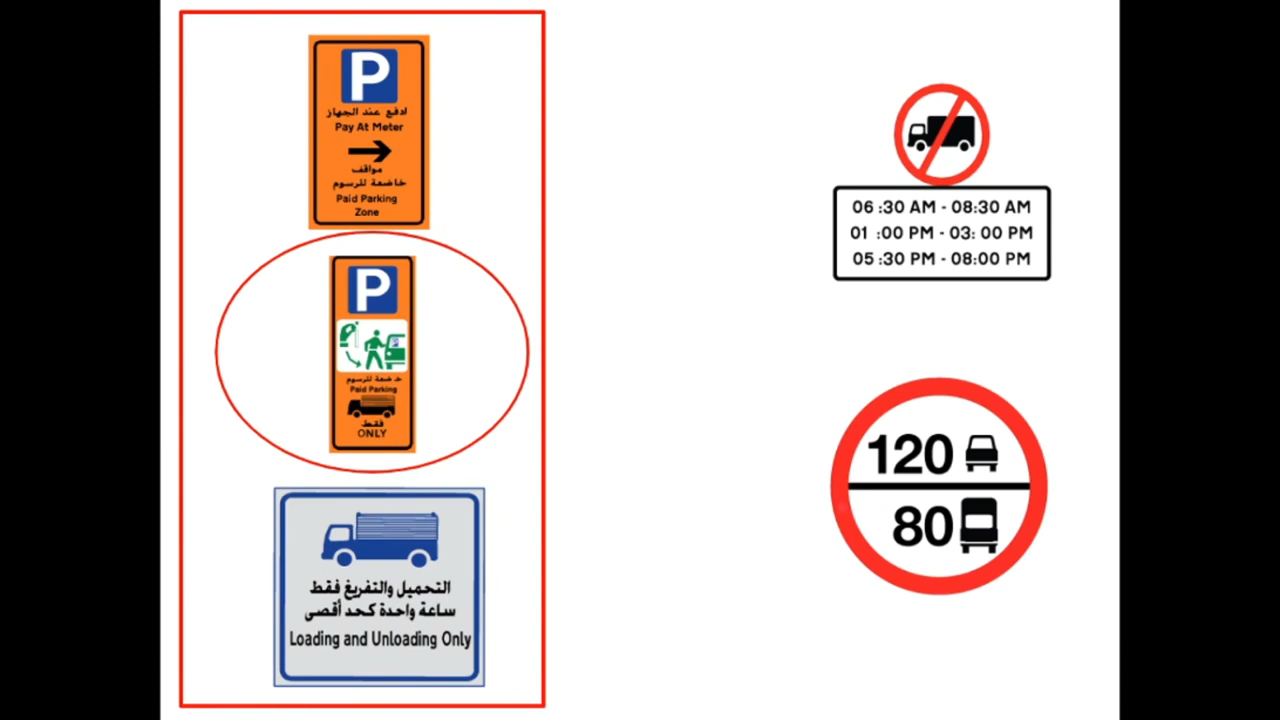 P
ادفع عند الجهاز
Pay At Meter
مواقف
خاضعة للرسوم
Paid Parking
Zone
P
خاضعة للرسوم
Paid Parking
فقط
ONLY
التحميل والتفريغ فقط
ساعة واحدة كحد أقصى
Loading and Unloading Only
06 :30 AM - 08:30 AM
01 :00 PM - 03: 00 PM
05 :30 PM - 08:00 PM
120
80